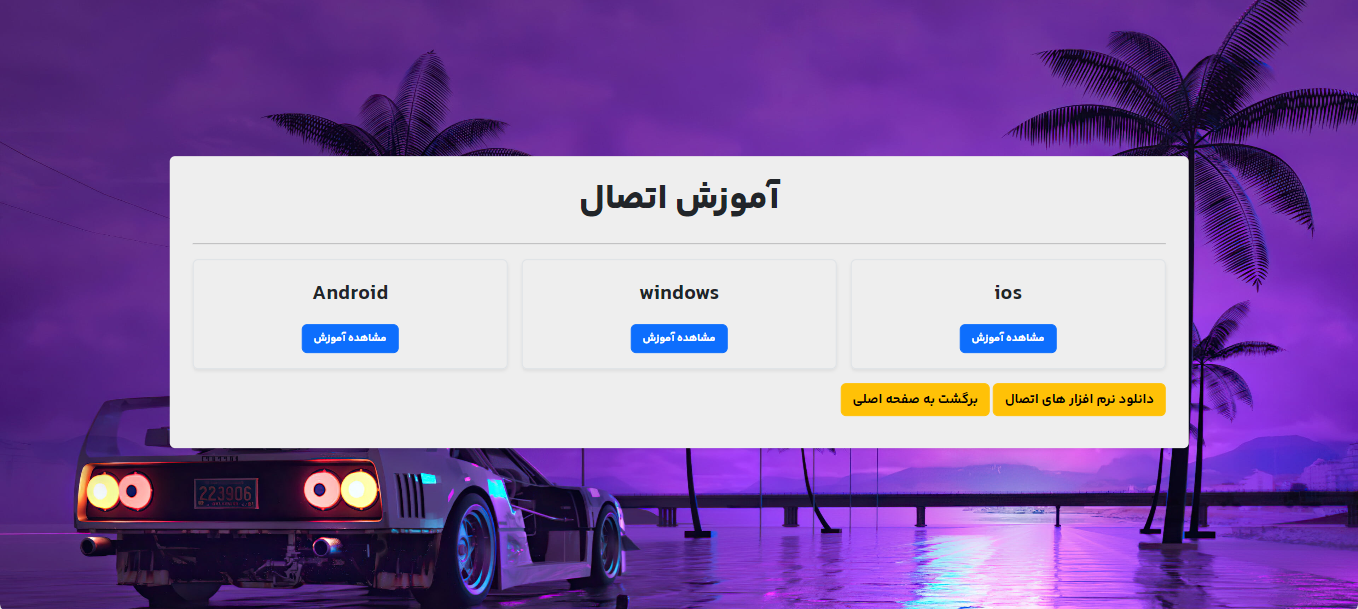 آموزش اتصال
ios
windows
Android
مشاهده آموزش
مشاهده آموزش
مشاهده آموزش
دانلود نرم افزار های اتصال
برگشت به صفحه اصلی
223906